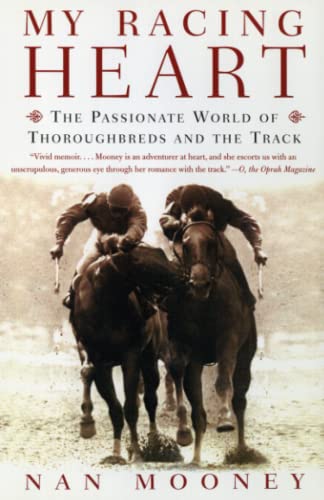 MY RACING
HEART
THE PASSIONATE WORLD OF
THOROUGHBREDS AND THE TRACK
"Vivid memoir. . . . Mooney is an adventurer at heart, and she escorts us with an
unscrupulous, generous eye through her romance with the track."—O, the Oprah Magazine
NAN MOONEY